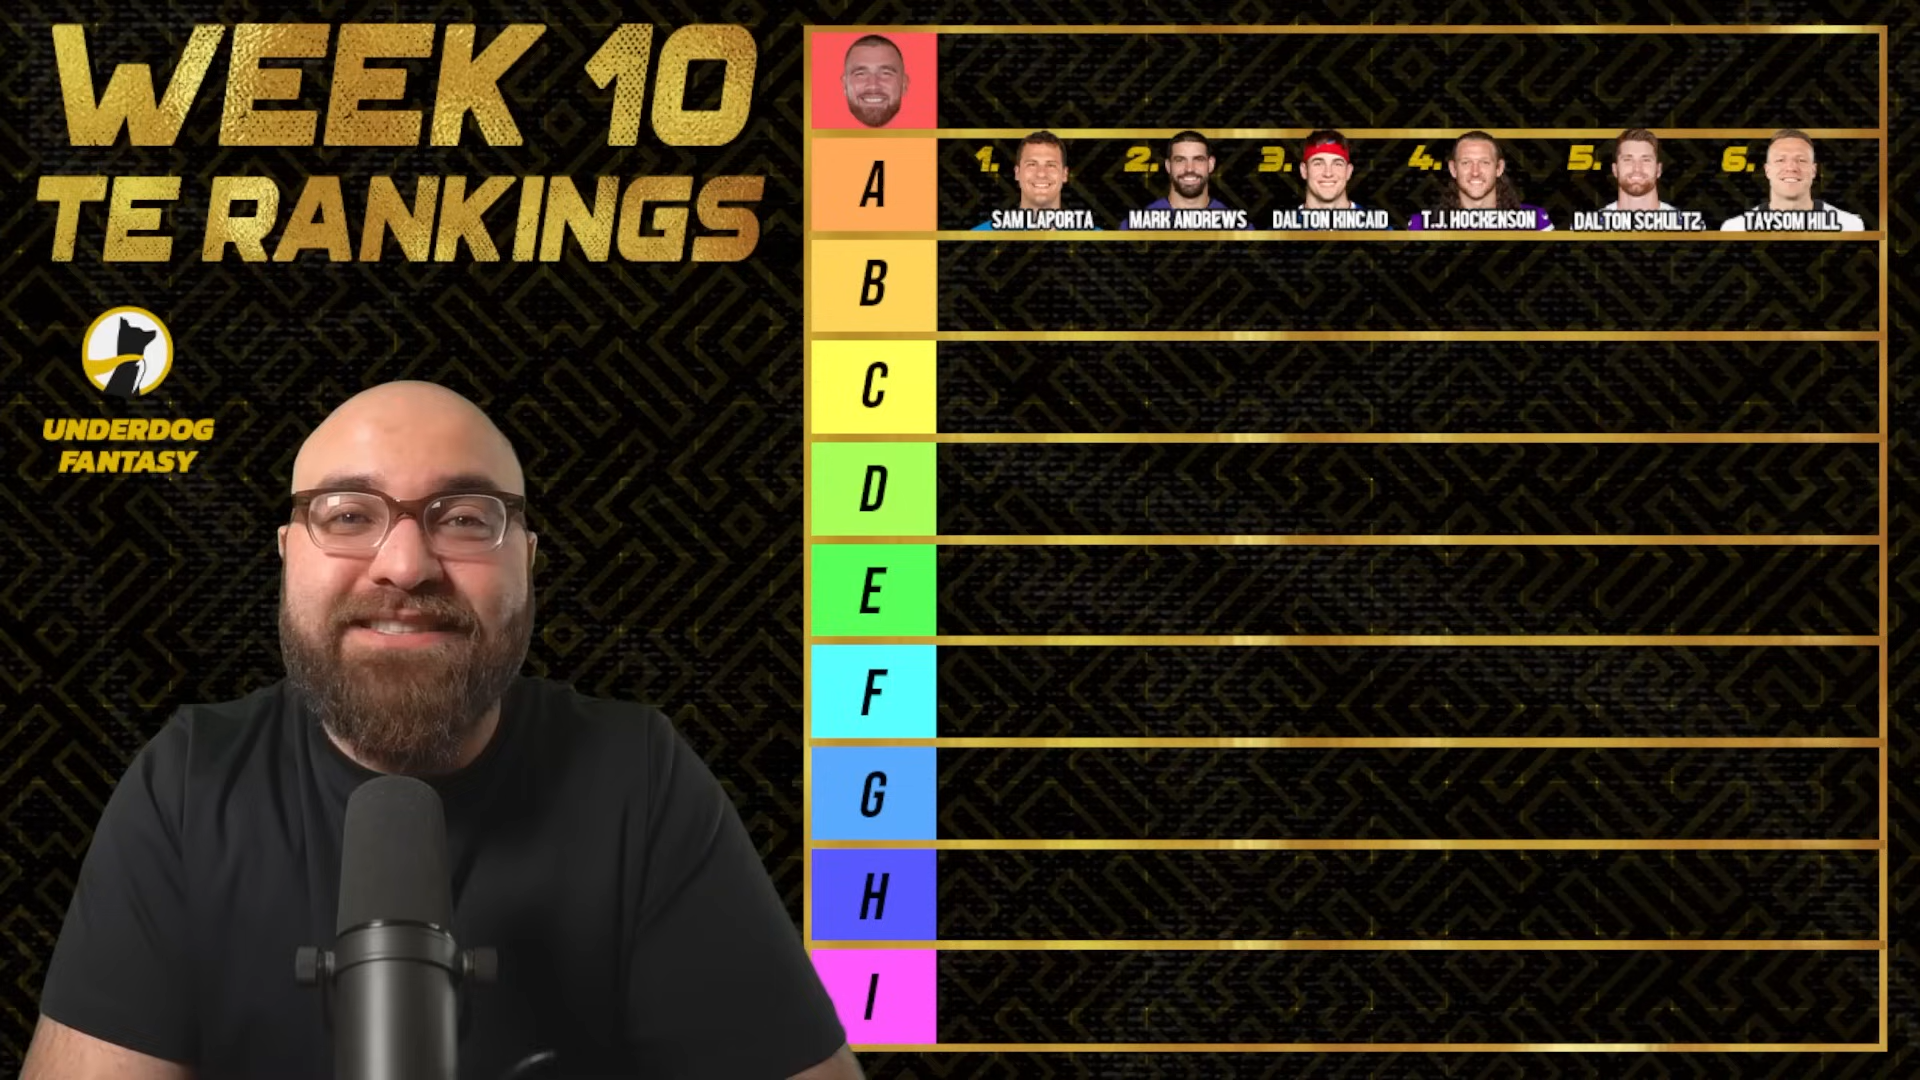 WEEK 10
TE RANKINGS
UNDERDOG
FANTASY
A
1. 2. 3. 4. 5. 6.
SAM LAPORTA MARK ANDREWS DALTON KINCAID T.J. HOCKENSON DALTON SCHULTZ TAYSOM HILL
B
C
D
E
F
G
H
I